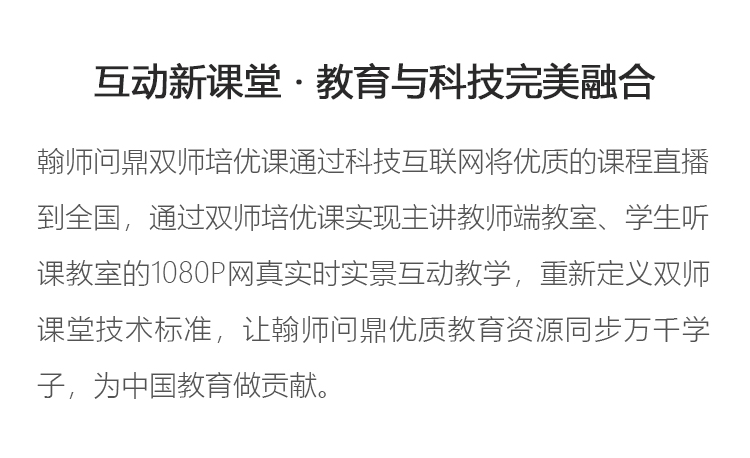 互动新课堂 · 教育与科技完美融合
翰师问鼎双师培优课通过科技互联网将优质的课程直播
到全国，通过双师培优课实现主讲教师端教室、学生听
课教室的1080P网真实时实景互动教学，重新定义双师
课堂技术标准，让翰师问鼎优质教育资源同步万千学
子，为中国教育做贡献。